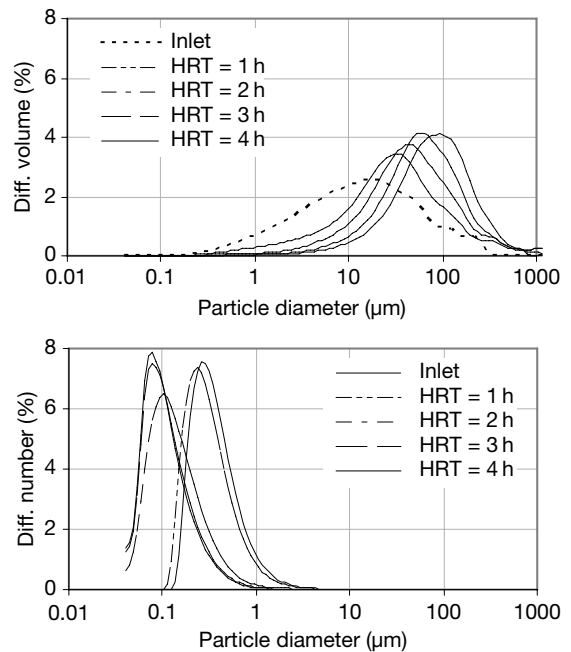 8
6
4
2
0
Diff. volume (%)
Inlet
HRT = 1 h
HRT = 2 h
HRT = 3 h
HRT = 4 h
0.01 0.1 1 10 100 1000
Particle diameter (µm)
8
6
4
2
0
Diff. number (%)
Inlet
HRT = 1 h
HRT = 2 h
HRT = 3 h
HRT = 4 h
0.01 0.1 1 10 100 1000
Particle diameter (µm)